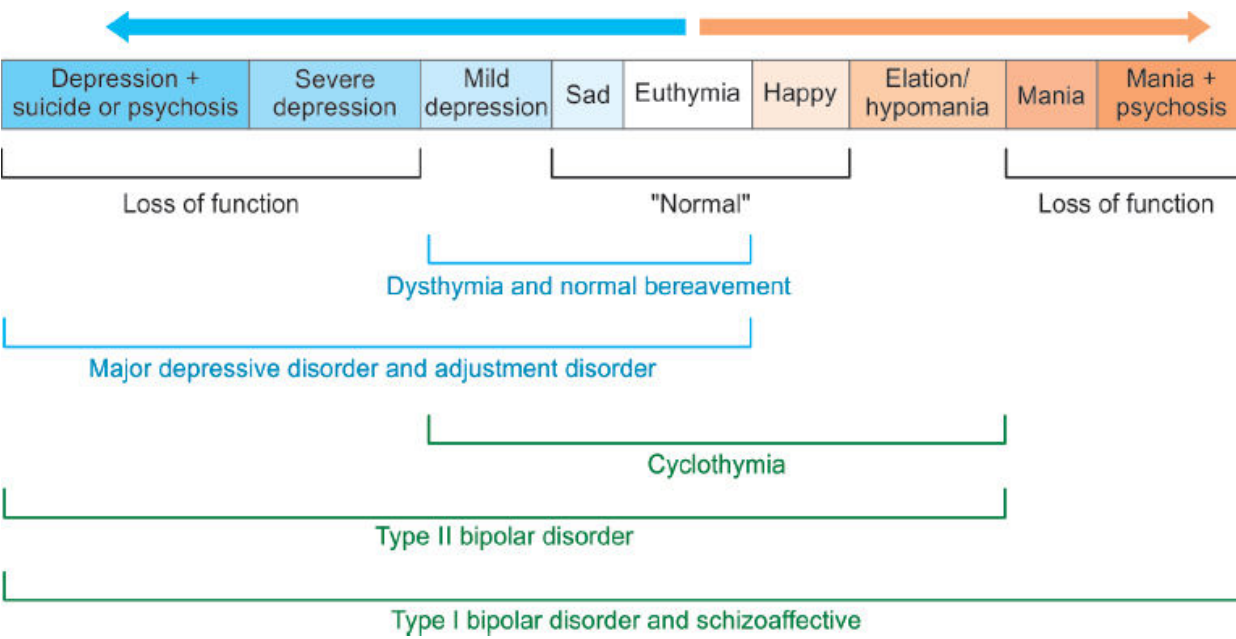 Depression +
suicide or psychosis
Severe
depression
Mild
depression
Sad
Euthymia
Happy
Elation/
hypomania
Mania
Mania +
psychosis
Loss of function
"Normal"
Loss of function
Dysthymia and normal bereavement
Major depressive disorder and adjustment disorder
Cyclothymia
Type II bipolar disorder
Type I bipolar disorder and schizoaffective